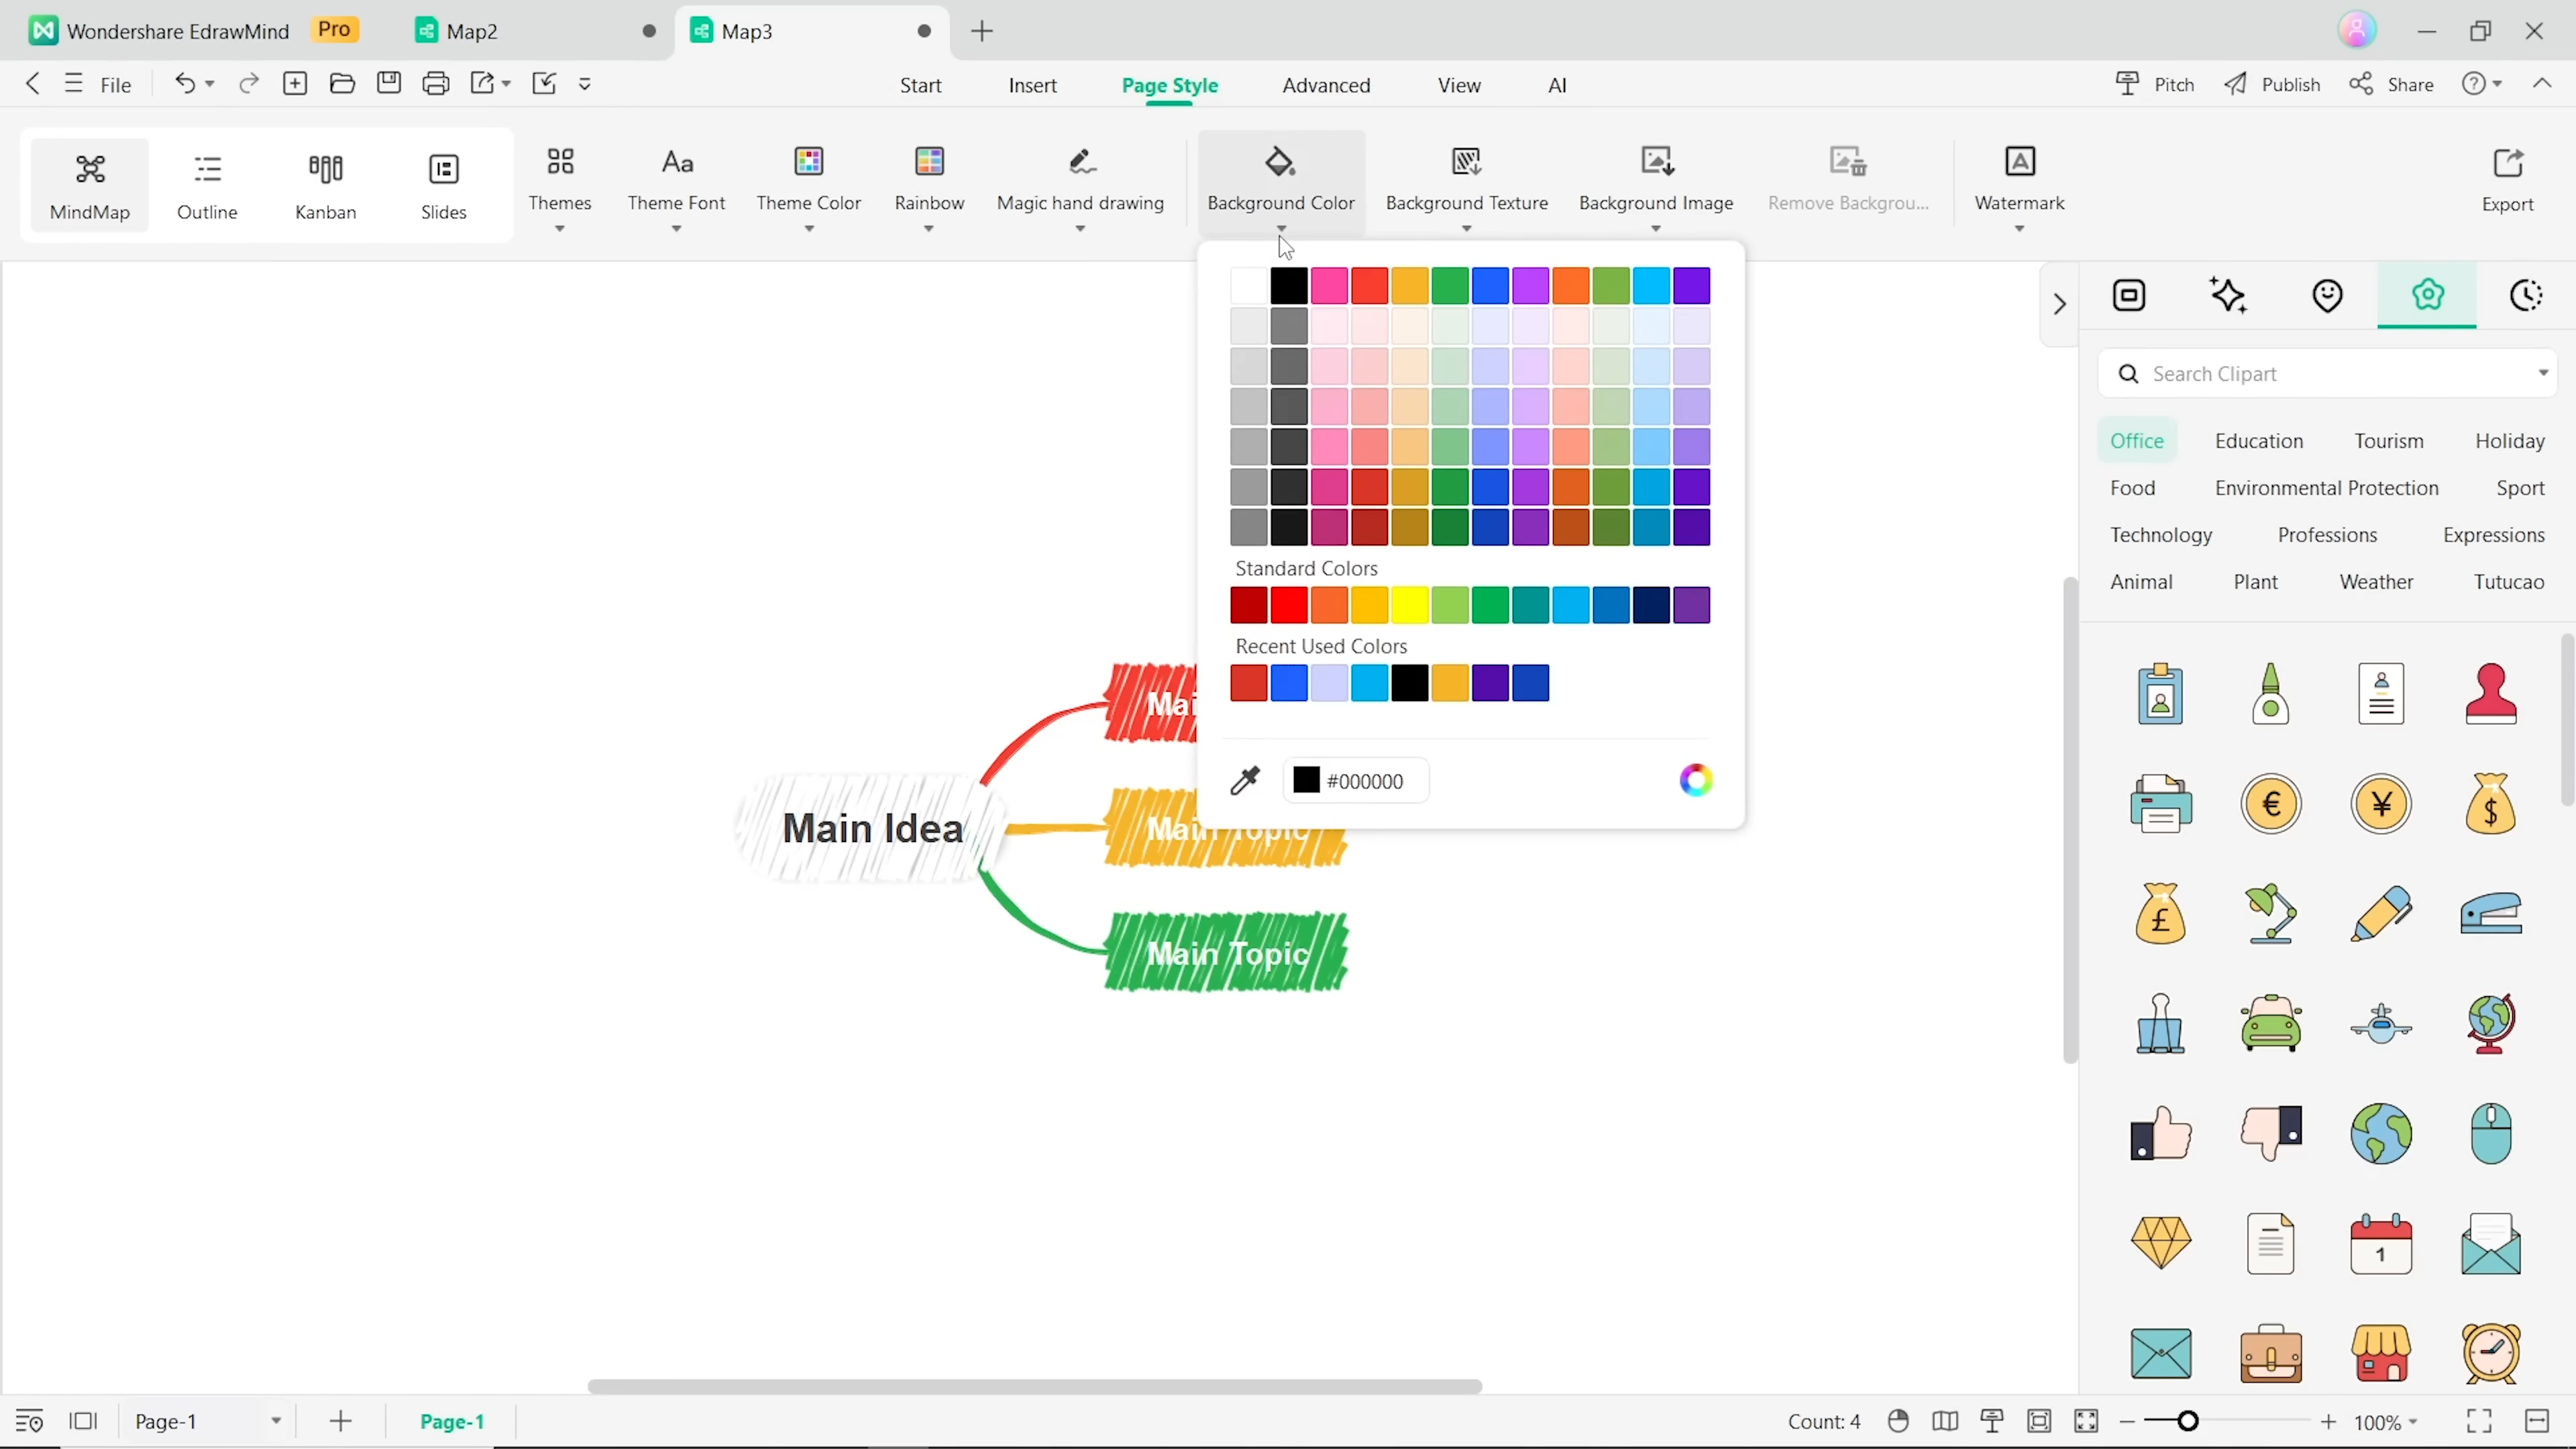 Wondershare EdrawMind Pro Map2 Map3
File Start Insert Page Style Advanced View AI Pitch Publish Share
MindMap Outline Kanban Slides Themes Theme Font Theme Color Rainbow Magic hand drawing Background Color Background Texture Background Image Remove Backgrou... Watermark Export
Search Clipart
Office Education Tourism Holiday
Food Environmental Protection Sport
Technology Professions Expressions
Animal Plant Weather Tutucao
Standard Colors
Recent Used Colors
#000000
Main Idea
Mai
Main Topic
Main Topic
Page-1 Page-1 Count: 4 100%